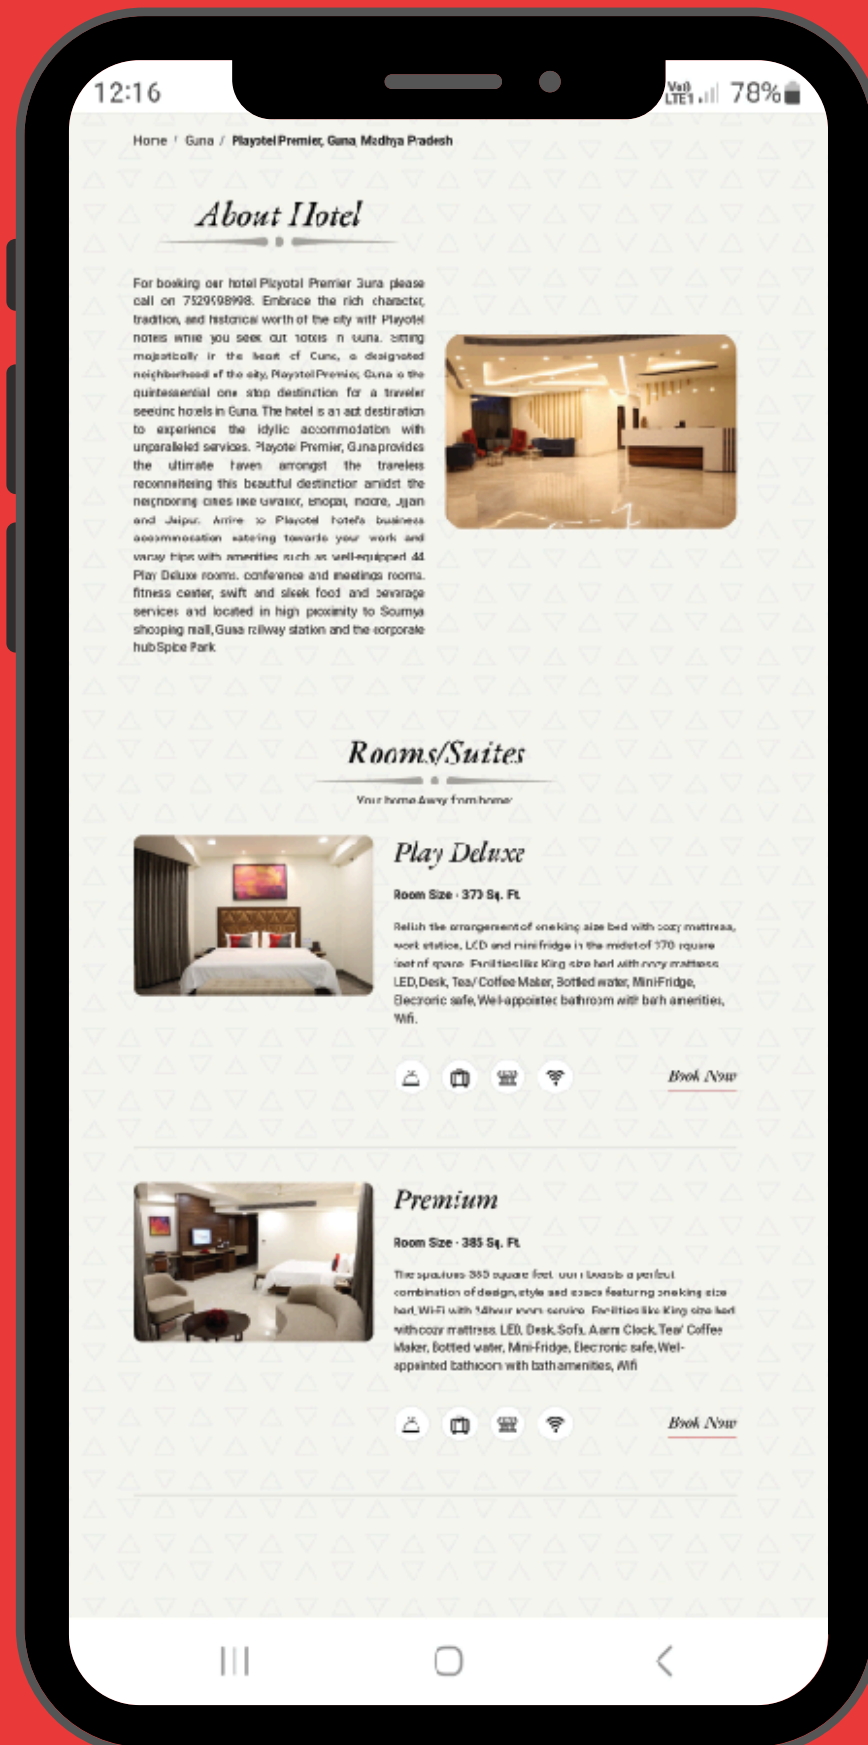 12:16
VoLTE1 78%
Home / Guna / Playotel Premier, Guna, Madhya Pradesh
About Hotel
For booking our hotel Playotel Premier Guna please
call on Embrace the rich character,
tradition, and historical worth of the city with Playotel
hotels while you seek out hotels in Guna. Sitting
majestically in the heart of Guna, a designated
neighborhood of the city, Playotel Premier, Guna is the
quintessential one stop destination for a traveler
seeking hotels in Guna. The hotel is an apt destination
to experience the idylic accommodation with
unparalleled services. Playotel Premier, Guna provides
the ultimate haven amongst the travelers
reconnoitering this beautiful destination amidst the
neighboring cities like Gwalior, Bhopal, Indore, Ujjain
and Jaipur. Arrive to Playotel hotel's business
accommodation catering towards your work and
vacay trips with amenities such as well-equipped 44
Play Deluxe rooms, conference and meetings rooms,
fitness center, swift and sleek food and beverage
services and located in high proximity to Soumya
shopping mall, Guna railway station and the corporate
hub Spice Park
Rooms/Suites
Your home Away from home
Play Deluxe
Room Size - 370 Sq. Ft.
Relish the arrangement of one king size bed with cozy mattress,
work station, LCD and mini fridge in the midst of 370 square
feet of space. Facilities like King size bed with cozy mattress
LED, Desk, Tea/ Coffee Maker, Bottled water, Mini-Fridge,
Electronic safe, Well-appointed bathroom with bath amenities,
Wifi.
Book Now
Premium
Room Size - 385 Sq. Ft.
The spacious 385 square feet room boasts a perfect
combination of design, style and space featuring one king size
bed, Wi-Fi with 24hour room service. Facilities like King size bed
with cozy mattress, LED, Desk, Sofa, Alarm Clock, Tea/ Coffee
Maker, Bottled water, Mini-Fridge, Electronic safe, Well-
appointed bathroom with bath amenities, Wifi
Book Now